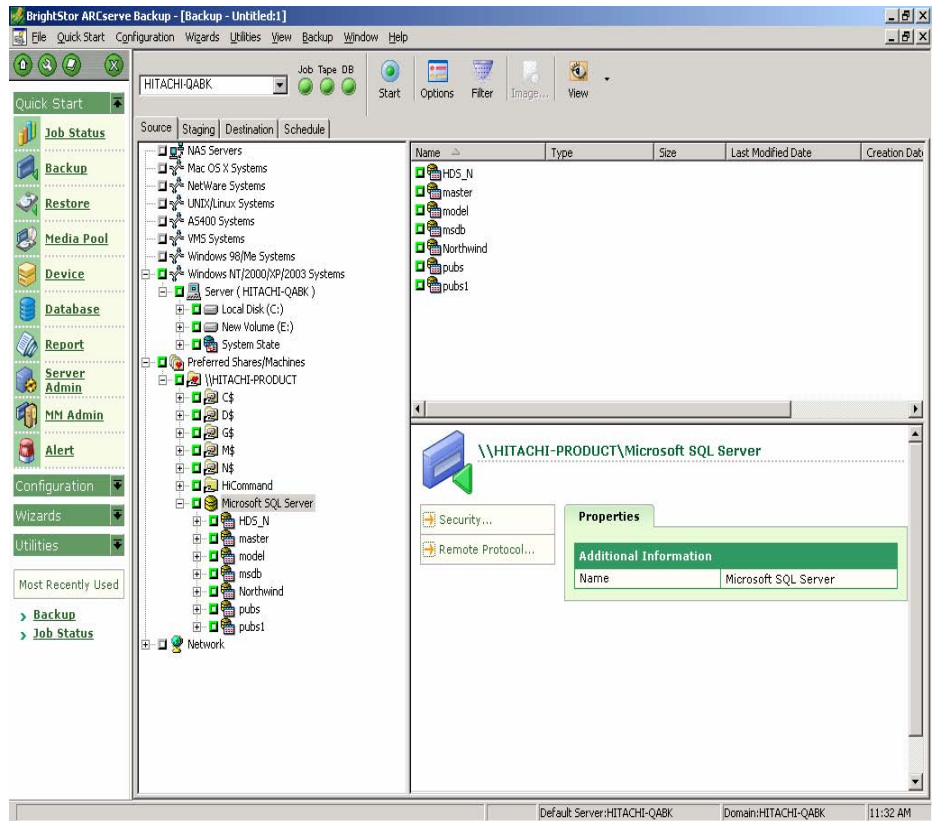 BrightStor ARCserve Backup - [Backup - Untitled:1]
File Quick Start Configuration Wizards Utilities View Backup Window Help
HITACHI-QABK
Job Tape DB
Start
Options
Filter
Image...
View
Quick Start
Job Status
Backup
Restore
Media Pool
Device
Database
Report
Server Admin
MM Admin
Alert
Configuration
Wizards
Utilities
Most Recently Used
Backup
Job Status
Source
Staging
Destination
Schedule
NAS Servers
Mac OS X Systems
NetWare Systems
UNIX/Linux Systems
AS400 Systems
VMS Systems
Windows 98/Me Systems
Windows NT/2000/XP/2003 Systems
Server ( HITACHI-QABK )
Local Disk (C:)
New Volume (E:)
System State
Preferred Shares/Machines
\\HITACHI-PRODUCT
C$
D$
G$
M$
N$
HiCommand
Microsoft SQL Server
HDS_N
master
model
msdb
Northwind
pubs
pubs1
Network
Name Type Size Last Modified Date Creation Dat
HDS_N
master
model
msdb
Northwind
pubs
pubs1
\\HITACHI-PRODUCT\Microsoft SQL Server
Security...
Remote Protocol...
Properties
Additional Information
Name Microsoft SQL Server
Default Server:HITACHI-QABK Domain:HITACHI-QABK 11:32 AM